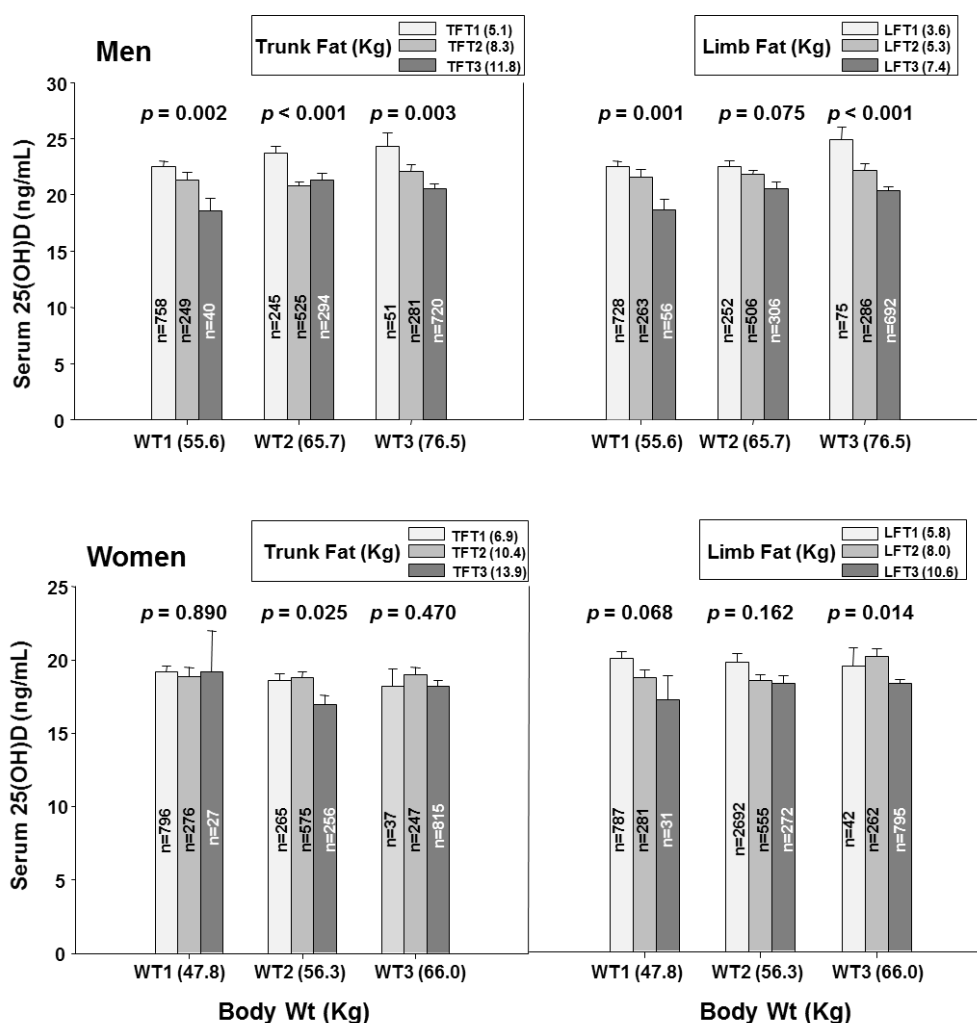 Men
Trunk Fat (Kg)
TFT1 (5.1)
TFT2 (8.3)
TFT3 (11.8)
Limb Fat (Kg)
LFT1 (3.6)
LFT2 (5.3)
LFT3 (7.4)
Serum 25(OH)D (ng/mL)
30
25
20
15
10
5
0
p = 0.002
p < 0.001
p = 0.003
n=758
n=249
n=40
n=245
n=525
n=294
n=51
n=281
n=720
WT1 (55.6)
WT2 (65.7)
WT3 (76.5)
p = 0.001
p = 0.075
p < 0.001
n=728
n=263
n=56
n=252
n=506
n=306
n=75
n=286
n=692
WT1 (55.6)
WT2 (65.7)
WT3 (76.5)
Women
Trunk Fat (Kg)
TFT1 (6.9)
TFT2 (10.4)
TFT3 (13.9)
Limb Fat (Kg)
LFT1 (5.8)
LFT2 (8.0)
LFT3 (10.6)
Serum 25(OH)D (ng/mL)
25
20
15
10
5
0
p = 0.890
p = 0.025
p = 0.470
n=796
n=276
n=27
n=265
n=575
n=256
n=37
n=247
n=815
WT1 (47.8)
WT2 (56.3)
WT3 (66.0)
Body Wt (Kg)
p = 0.068
p = 0.162
p = 0.014
n=787
n=281
n=31
n=2692
n=555
n=272
n=42
n=262
n=795
WT1 (47.8)
WT2 (56.3)
WT3 (66.0)
Body Wt (Kg)